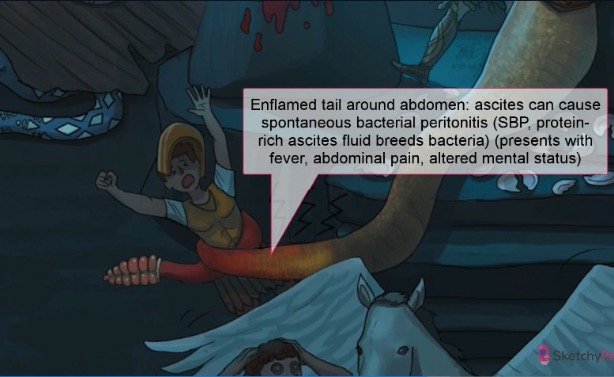 Enflamed tail around abdomen: ascites can cause
spontaneous bacterial peritonitis (SBP, protein-
rich ascites fluid breeds bacteria) (presents with
fever, abdominal pain, altered mental status)
Sketchy